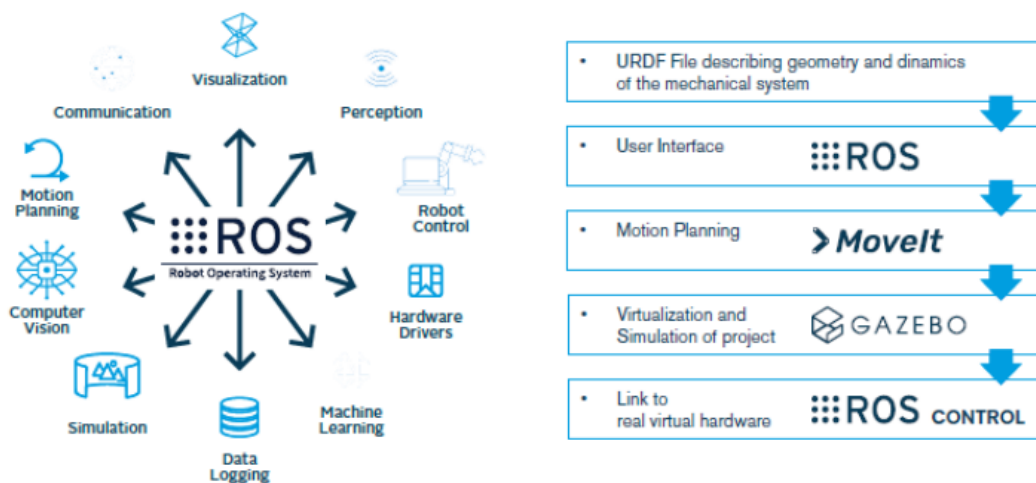 Visualization
Communication
Perception
Motion
Planning
Robot
Control
ROS
Robot Operating System
Computer
Vision
Hardware
Drivers
Simulation
Machine
Learning
Data
Logging
• URDF File describing geometry and dinamics
of the mechanical system
• User Interface
ROS
• Motion Planning
MoveIt
• Virtualization and
Simulation of project
GAZEBO
• Link to
real virtual hardware
ROS CONTROL